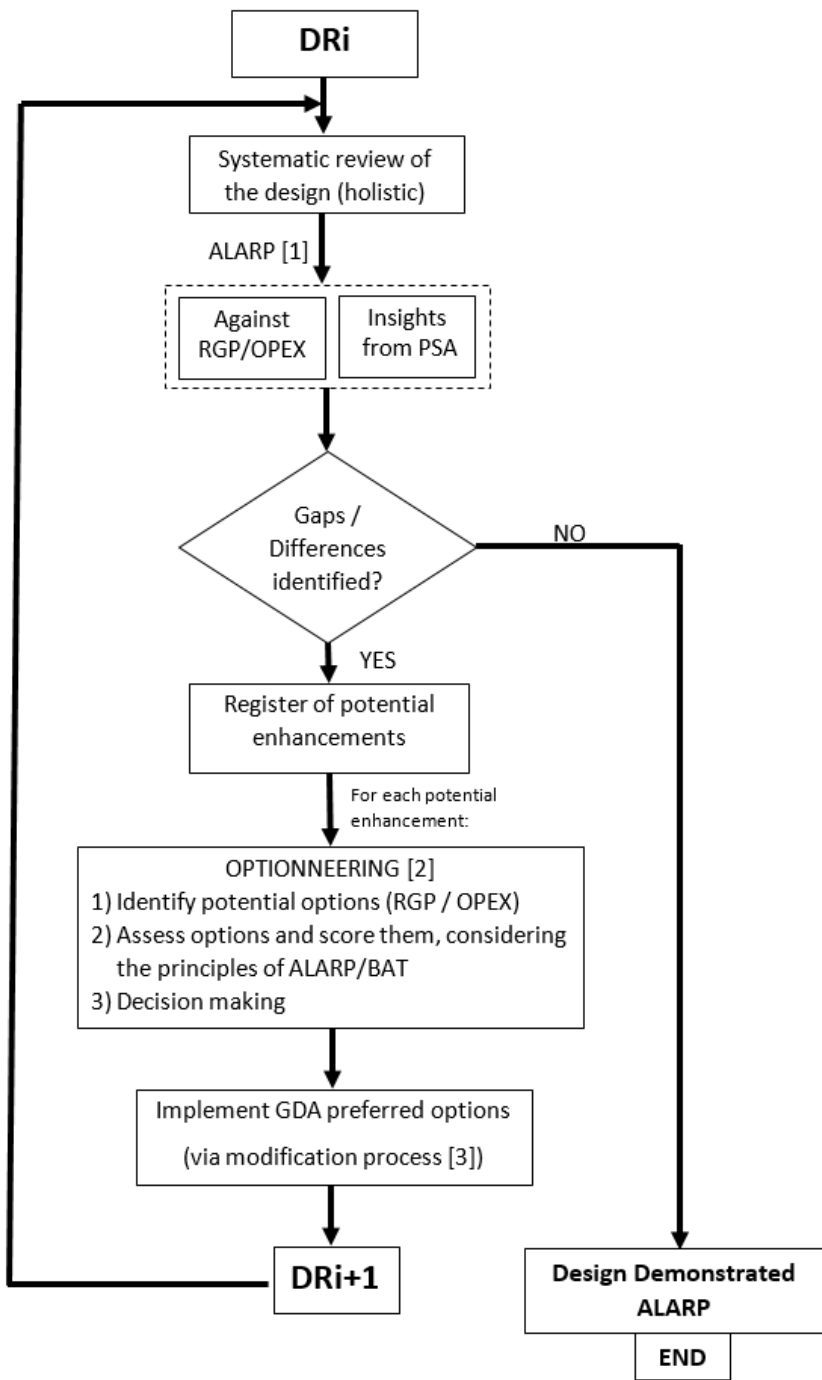 DRi
Systematic review of
the design (holistic)
ALARP [1]
Against
RGP/OPEX
Insights
from PSA
Gaps /
Differences
identified?
NO
YES
Register of potential
enhancements
For each potential
enhancement:
OPTIONNEERING [2]
1) Identify potential options (RGP / OPEX)
2) Assess options and score them, considering
the principles of ALARP/BAT
3) Decision making
Implement GDA preferred options
(via modification process [3])
DRi+1
Design Demonstrated
ALARP
END